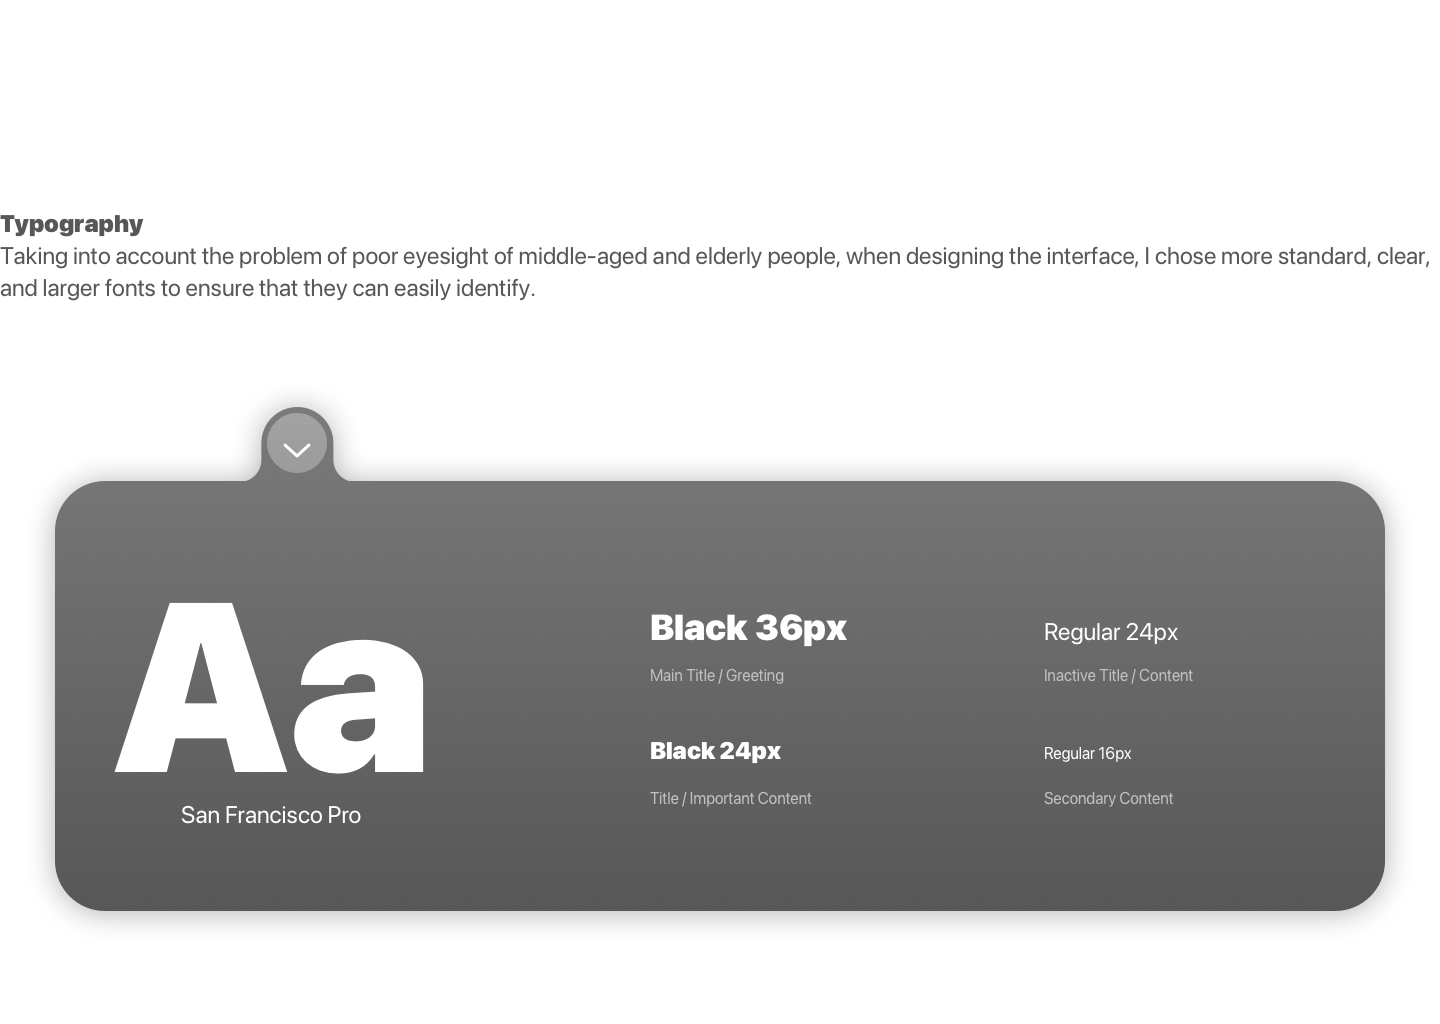 Typography
Taking into account the problem of poor eyesight of middle-aged and elderly people, when designing the interface, I chose more standard, clear,
and larger fonts to ensure that they can easily identify.
Aa
San Francisco Pro
Black 36px
Main Title / Greeting
Black 24px
Title / Important Content
Regular 24px
Inactive Title / Content
Regular 16px
Secondary Content